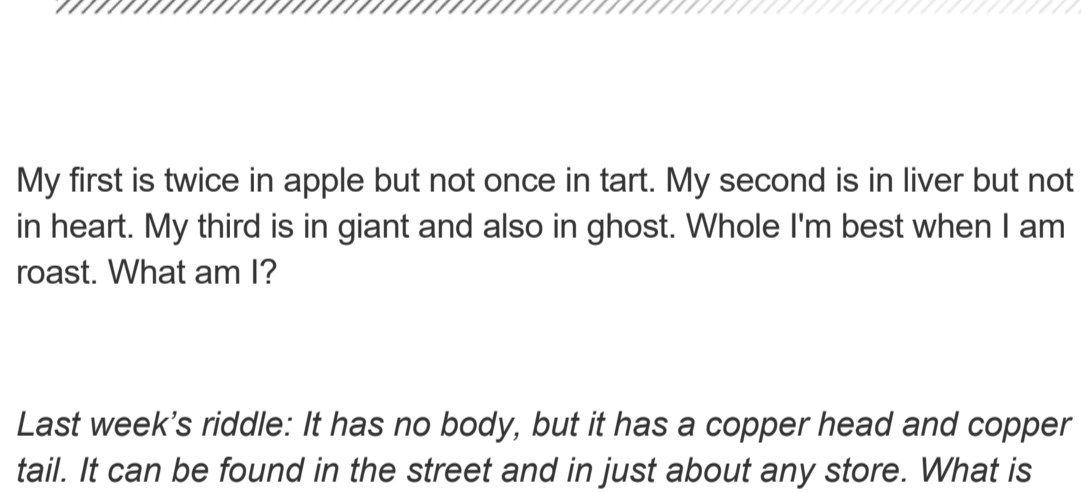 My first is twice in apple but not once in tart. My second is in liver but not
in heart. My third is in giant and also in ghost. Whole I'm best when I am
roast. What am I?
Last week’s riddle: It has no body, but it has a copper head and copper
tail. It can be found in the street and in just about any store. What is